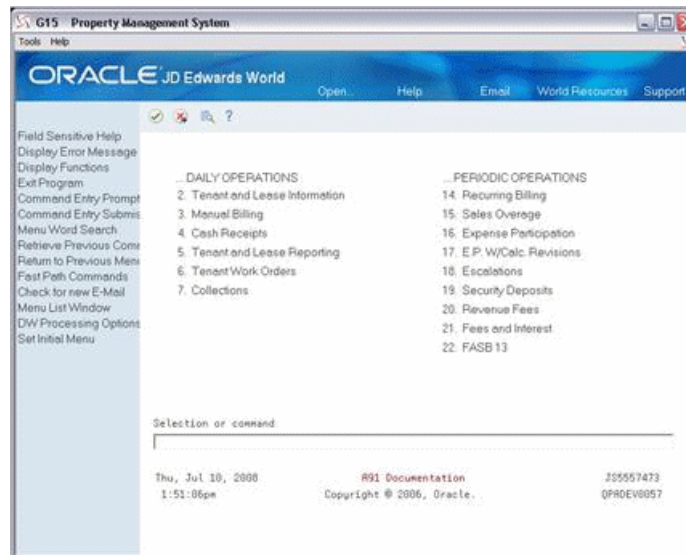 G15 Property Management System
Tools Help
ORACLE JD Edwards World
Open.. Help Email World Resources Support
Field Sensitive Help
Display Error Message
Display Functions
Exit Program
Command Entry Prompt
Command Entry Submis
Menu Word Search
Retrieve Previous Com
Return to Previous Men
Fast Path Commands
Check for new E-Mail
Menu List Window
DW Processing Options
Set Initial Menu
... DAILY OPERATIONS
2. Tenant and Lease Information
3. Manual Billing
4. Cash Receipts
5. Tenant and Lease Reporting
6. Tenant Work Orders
7. Collections
... PERIODIC OPERATIONS
14. Recurring Billing
15. Sales Overage
16. Expense Participation
17. E.P. W/Calc. Revisions
18. Escalations
19. Security Deposits
20. Revenue Fees
21. Fees and Interest
22. FASB 13
Selection or command
Thu, Jul 10, 2008 A91 Documentation JS5557473
1:51:06pm Copyright © 2006, Oracle. QPADEV0057